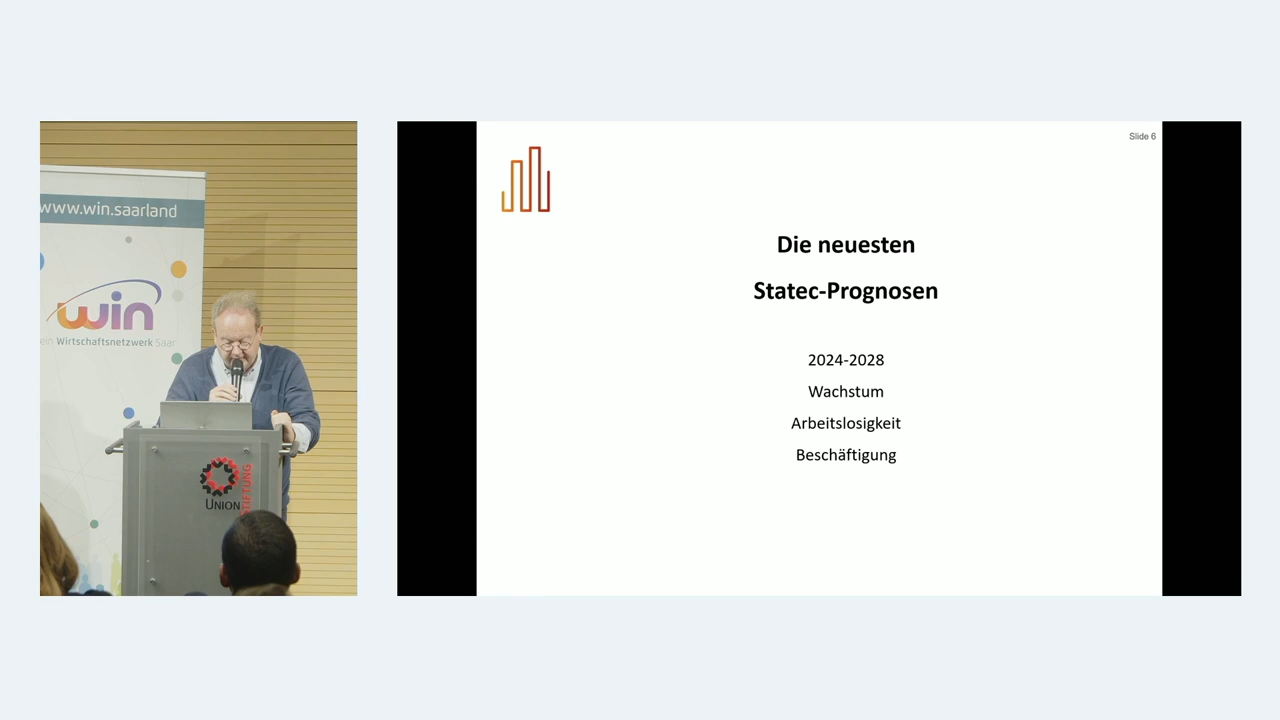 www.win.saarland
win
ein Wirtschaftsnetzwerk Saar
UNION
STIFTUNG
Slide 6
Die neuesten
Statec-Prognosen
2024-2028
Wachstum
Arbeitslosigkeit
Beschäftigung